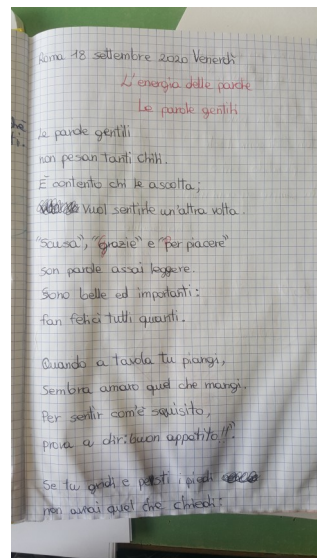 Roma 18 settembre 2020 Venerdì
L'energia delle parole
Le parole gentili
Le parole gentili
non pesan tanti chili.
È contento chi le ascolta;
Vuol sentirle un'altra volta.
"Scusa", "Grazie" e "Per piacere"
son parole assai leggere.
Sono belle ed importanti:
fan felici tutti quanti.
Quando a tavola tu piangi,
Sembra amaro quel che mangi.
Per sentir com'è squisito,
prova a dir:buon appetito!!".
Se tu gridi e pesti i piedi
non avrai quel che chiedi: